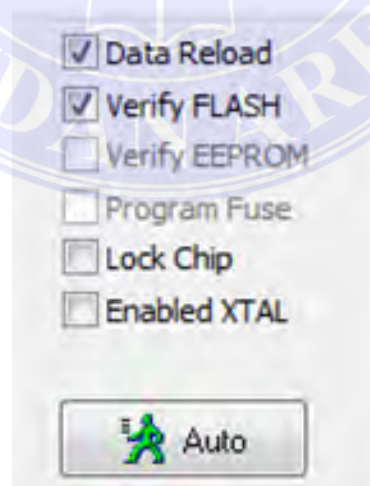 Data Reload
Verify FLASH
Verify EEPROM
Program Fuse
Lock Chip
Enabled XTAL
Auto